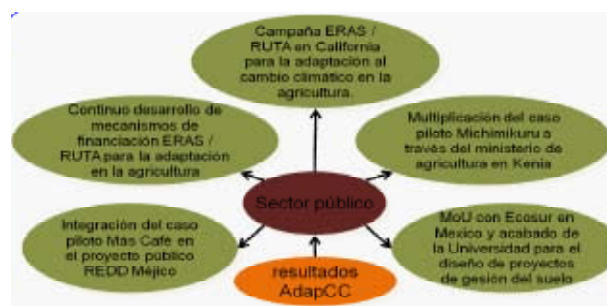 Campaña ERAS /
RUTA en California
para la adaptación al
cambio climático en la
agricultura.
Continuo desarrollo de
mecanismos de
financiación ERAS /
RUTA para la adaptación
en la agricultura
Multiplicación del caso
piloto Michimikuru a
través del ministerio de
agricultura en Kenia
Sector público
Integración del caso
piloto Mas Café en
el proyecto público
REDD Méjico
MoU con Ecosur en
Mexico y acabado de
la Universidad para el
diseño de proyectos
de gestión del suelo
resultados
AdapCC